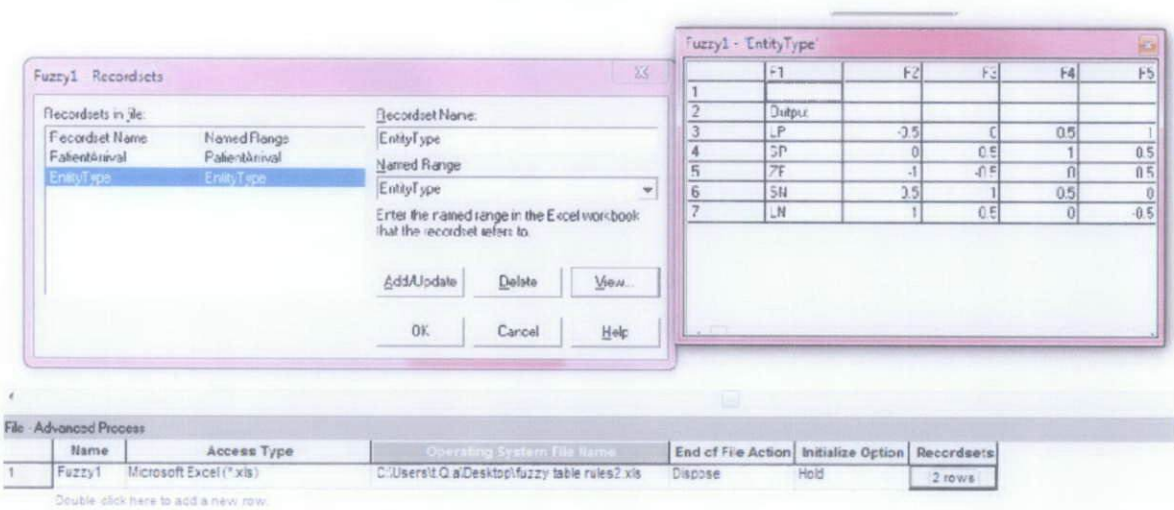 Fuzzy1 - 'EntityType'
F1 F2 F3 F4 F5
1
2 Output
3 LP -0.5 0 0.5 1
4 SP 0 0.5 1 0.5
5 ZE -1 -0.5 0 0.5
6 SN 0.5 1 0.5 0
7 LN 1 0.5 0 -0.5
Fuzzy1 Recordsets
Recordsets in file:
Recordset Name Named Range
PatientArrival PatientArrival
EntityType EntityType
Recordset Name:
EntityType
Named Range
EntityType
Enter the named range in the Excel workbook
that the recordset refers to.
Add/Update Delete View...
OK Cancel Help
File - Advanced Process
Name Access Type Operating System File Name End of File Action Initialize Option Recordsets
1 Fuzzy1 Microsoft Excel (*.xls) C:\Users\t.Q.a\Desktop\fuzzy table rules2.xls Dispose Hold 2 rows
Double click here to add a new row.